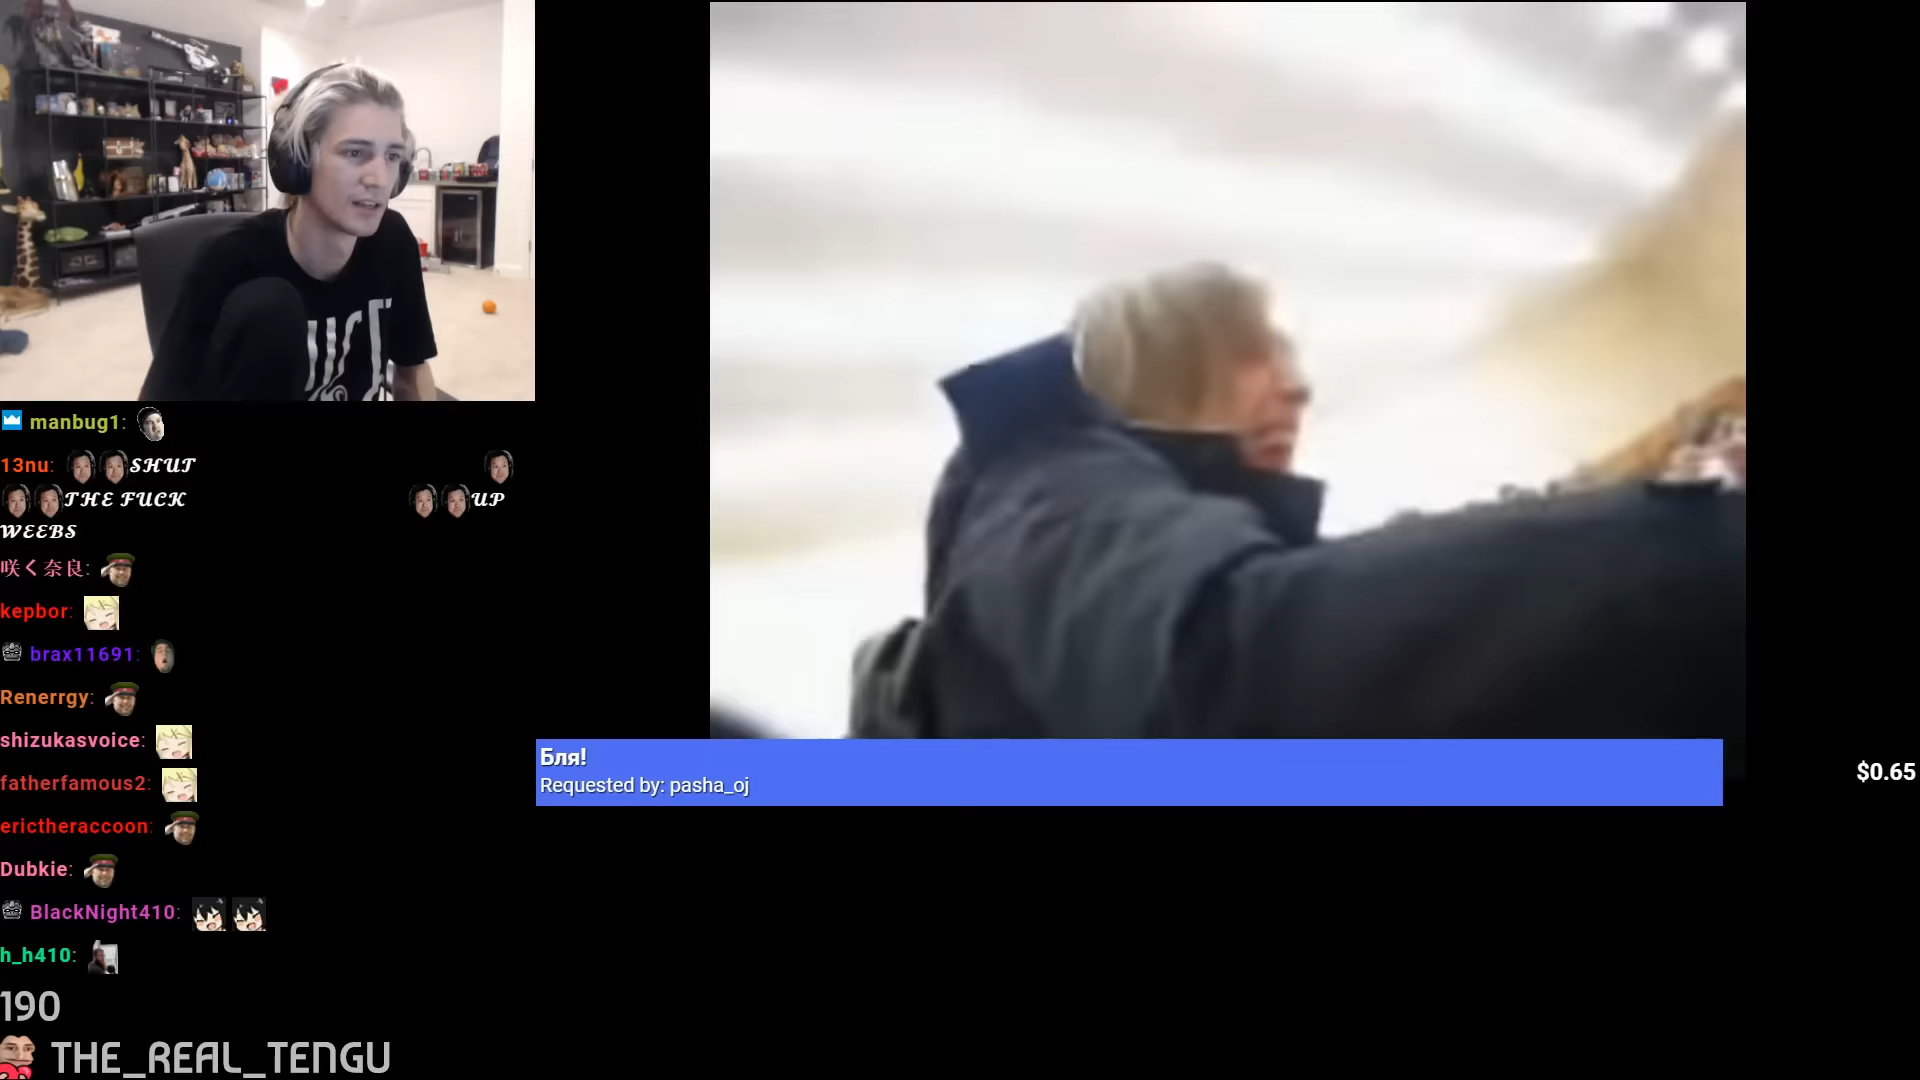 Бля!
Requested by: pasha_oj
$0.65
manbug1:
13nu: SHUT
THE FUCK UP
WEEBS
咲く奈良:
kepbor:
brax11691:
Renerrgy:
shizukasvoice:
fatherfamous2:
erictheraccoon:
Dubkie:
BlackNight410:
h_h410:
190
THE_REAL_TENGU